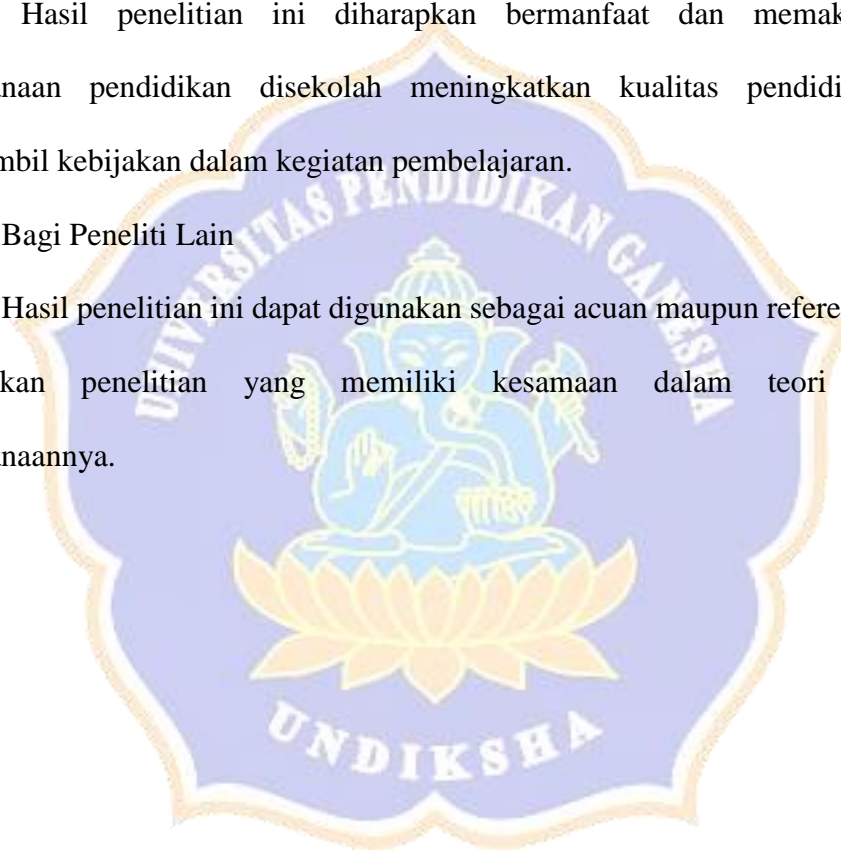 Hasil penelitian ini diharapkan bermanfaat dan memak
naan pendidikan disekolah meningkatkan kualitas pendidi
mbil kebijakan dalam kegiatan pembelajaran.
Bagi Peneliti Lain
Hasil penelitian ini dapat digunakan sebagai acuan maupun refere
kan penelitian yang memiliki kesamaan dalam teori
naannya.
UNIVERSITAS PENDIDIKAN GANESHA
UNDIKSHA